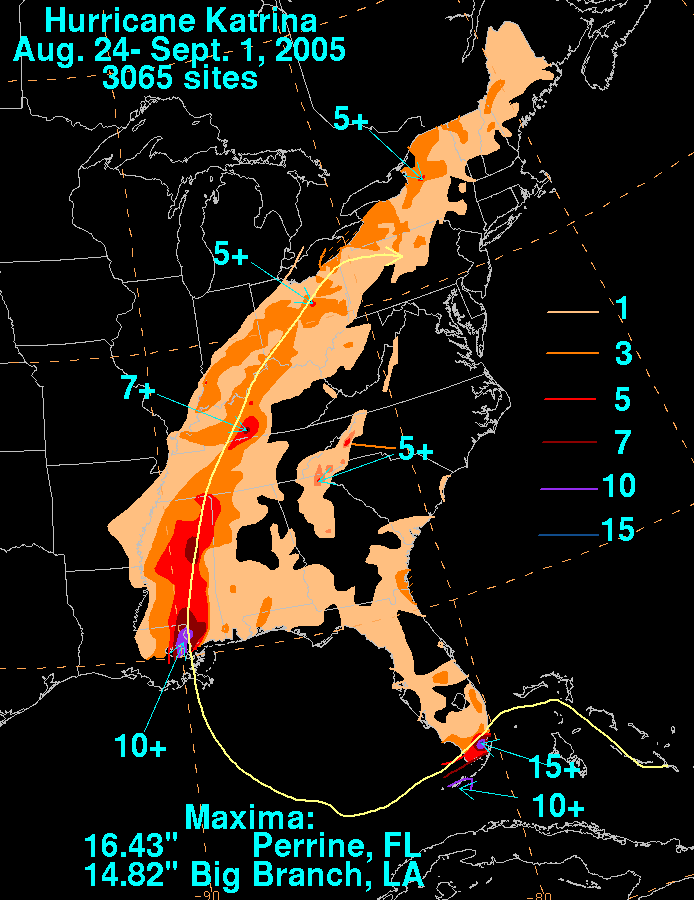 Hurricane Katrina
Aug. 24- Sept. 1, 2005
3065 sites
5+
5+
1
3
7+
5
7
5+
10
15
10+
15+
10+
Maxima:
16.43" Perrine, FL
14.82" Big Branch, LA
-90
-80